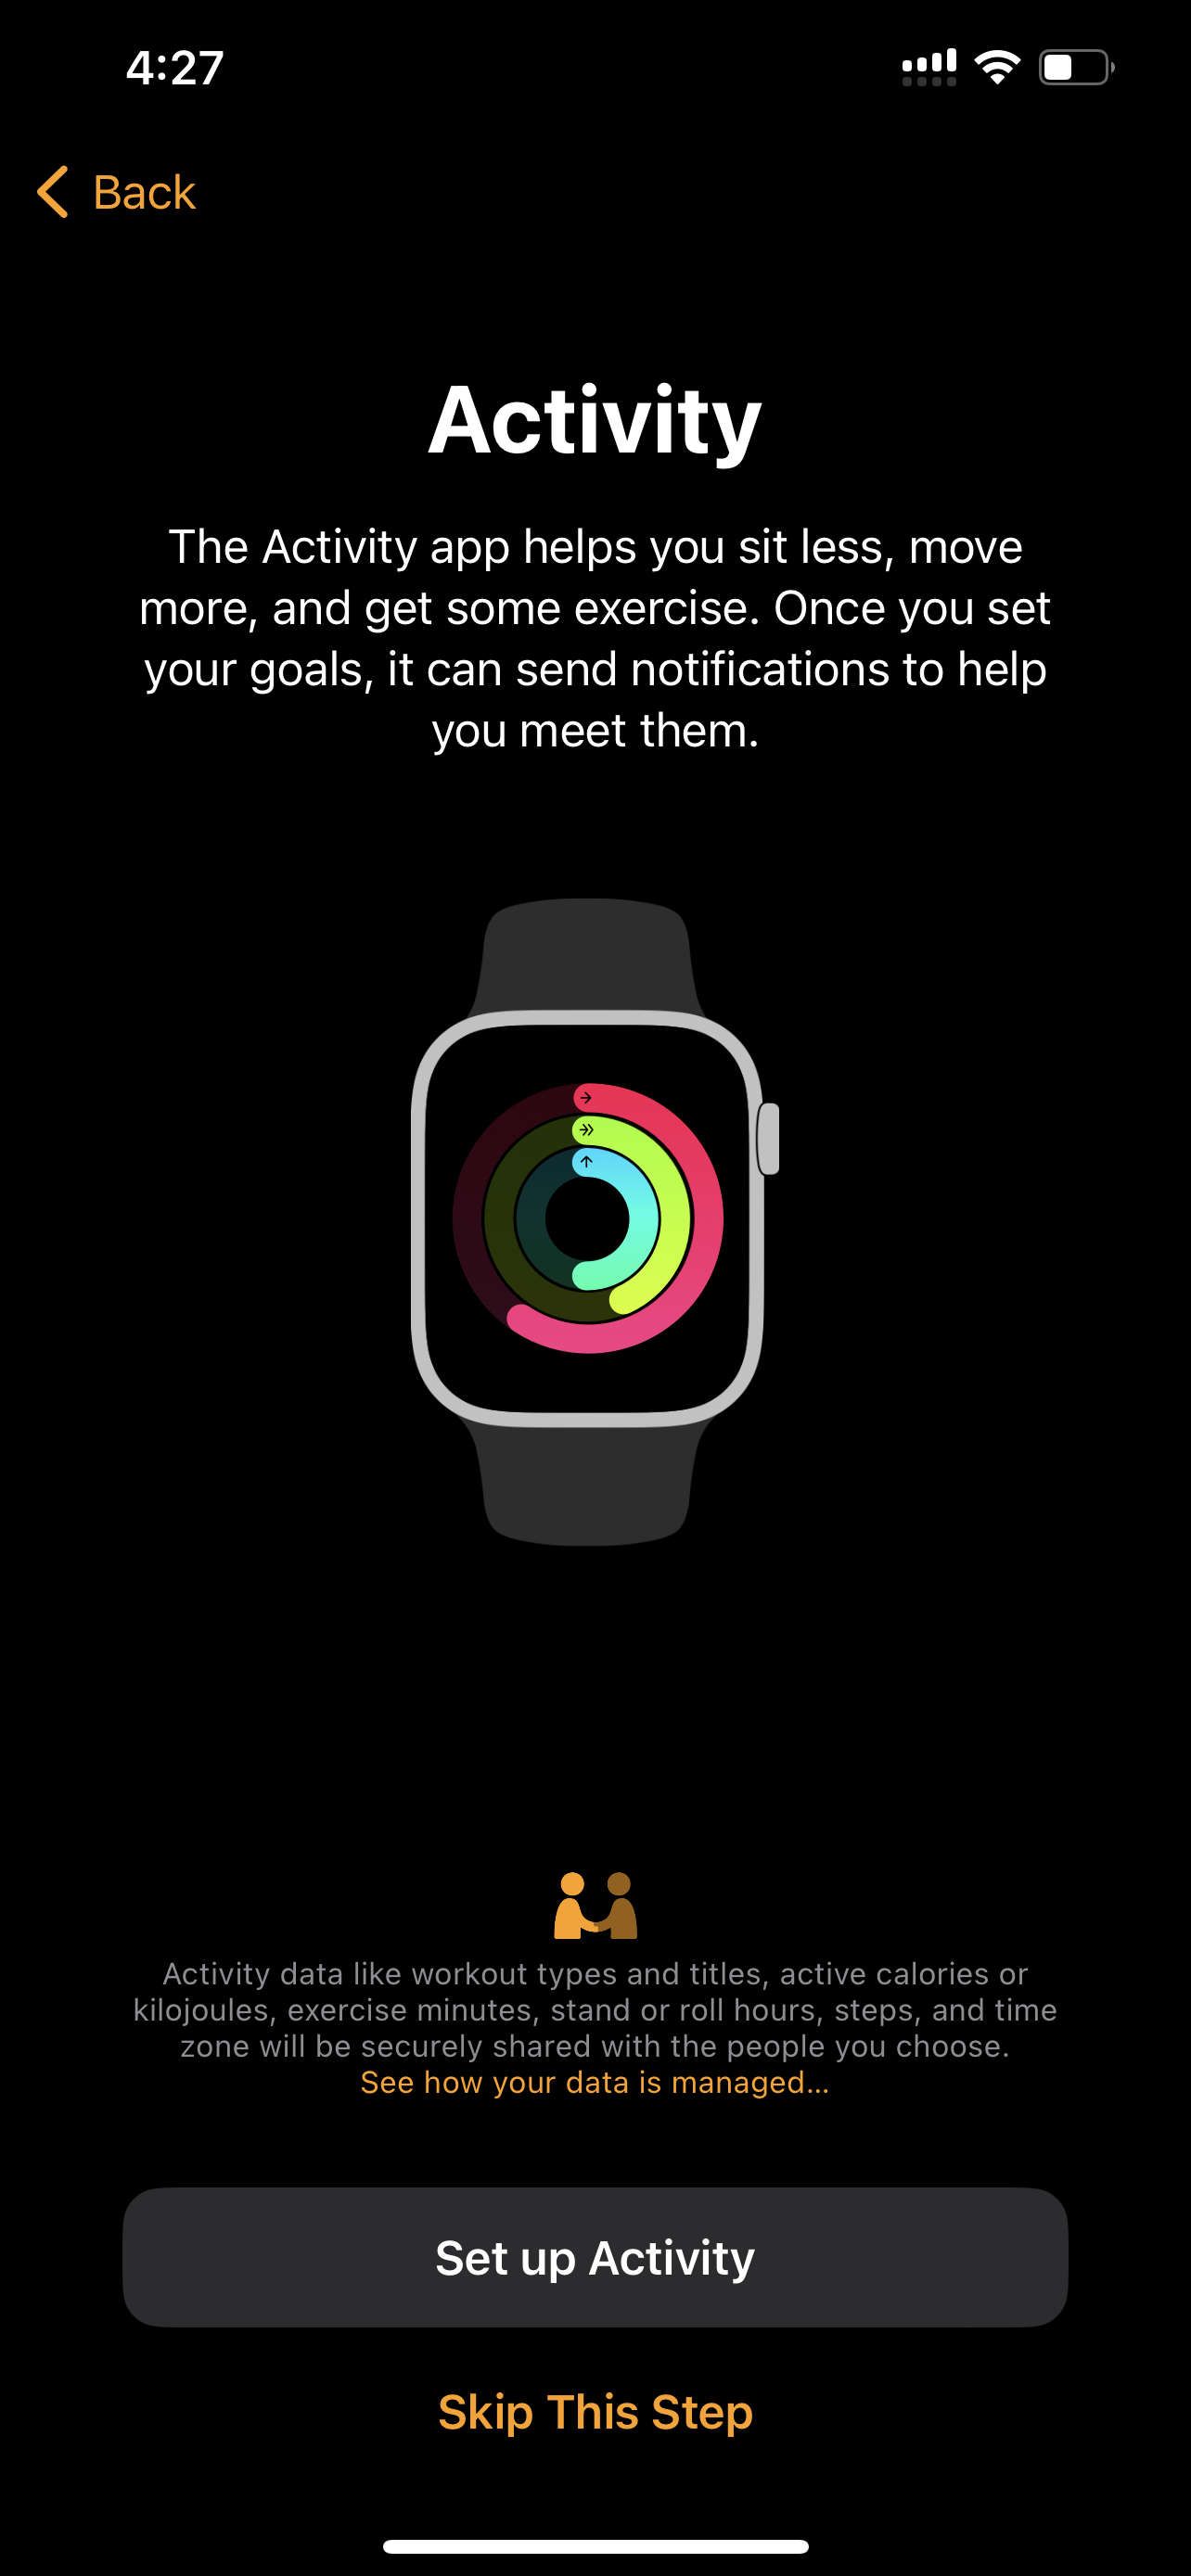 4:27
Back
Activity
The Activity app helps you sit less, move
more, and get some exercise. Once you set
your goals, it can send notifications to help
you meet them.
Activity data like workout types and titles, active calories or
kilojoules, exercise minutes, stand or roll hours, steps, and time
zone will be securely shared with the people you choose.
See how your data is managed...
Set up Activity
Skip This Step